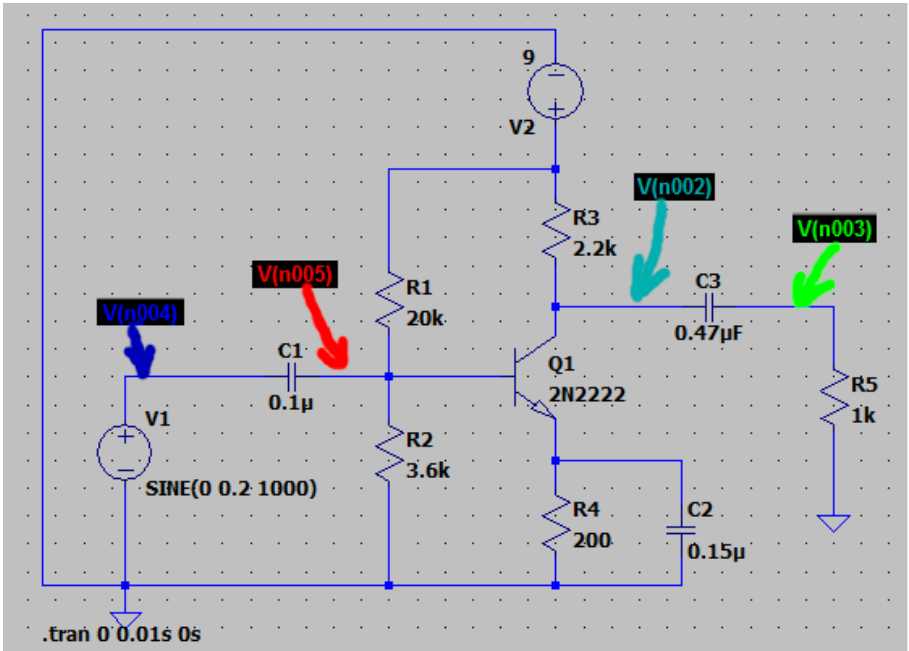 9
V2
V(n002)
R3
2.2k
V(n003)
V(n005)
R1
20k
C3
0.47µF
V(n004)
C1
0.1µ
Q1
2N2222
R5
1k
V1
R2
3.6k
SINE(0 0.2 1000)
R4
200
C2
0.15µ
.tran 0 0.01s 0s